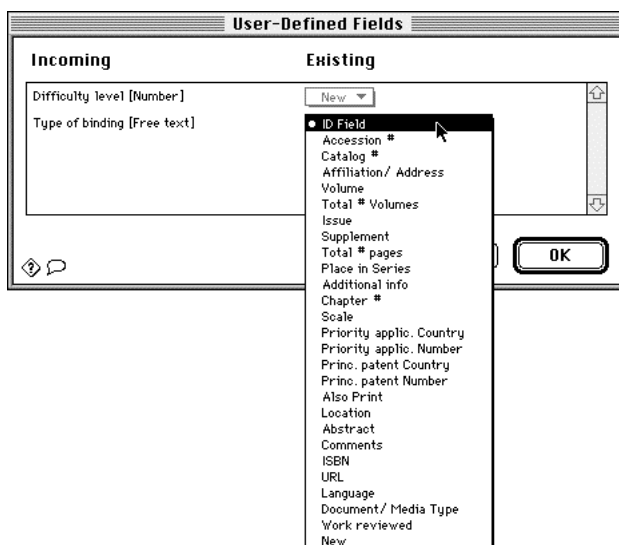 User-Defined Fields
Incoming Existing
Difficulty level [Number] New
Type of binding [Free text]
ID Field
Accession #
Catalog #
Affiliation/ Address
Volume
Total # Volumes
Issue
Supplement
Total # pages
Place in Series
Additional info
Chapter #
Scale
Priority applic. Country
Priority applic. Number
Princ. patent Country
Princ. patent Number
Also Print
Location
Abstract
Comments
ISBN
URL
Language
Document/ Media Type
Work reviewed
New
OK